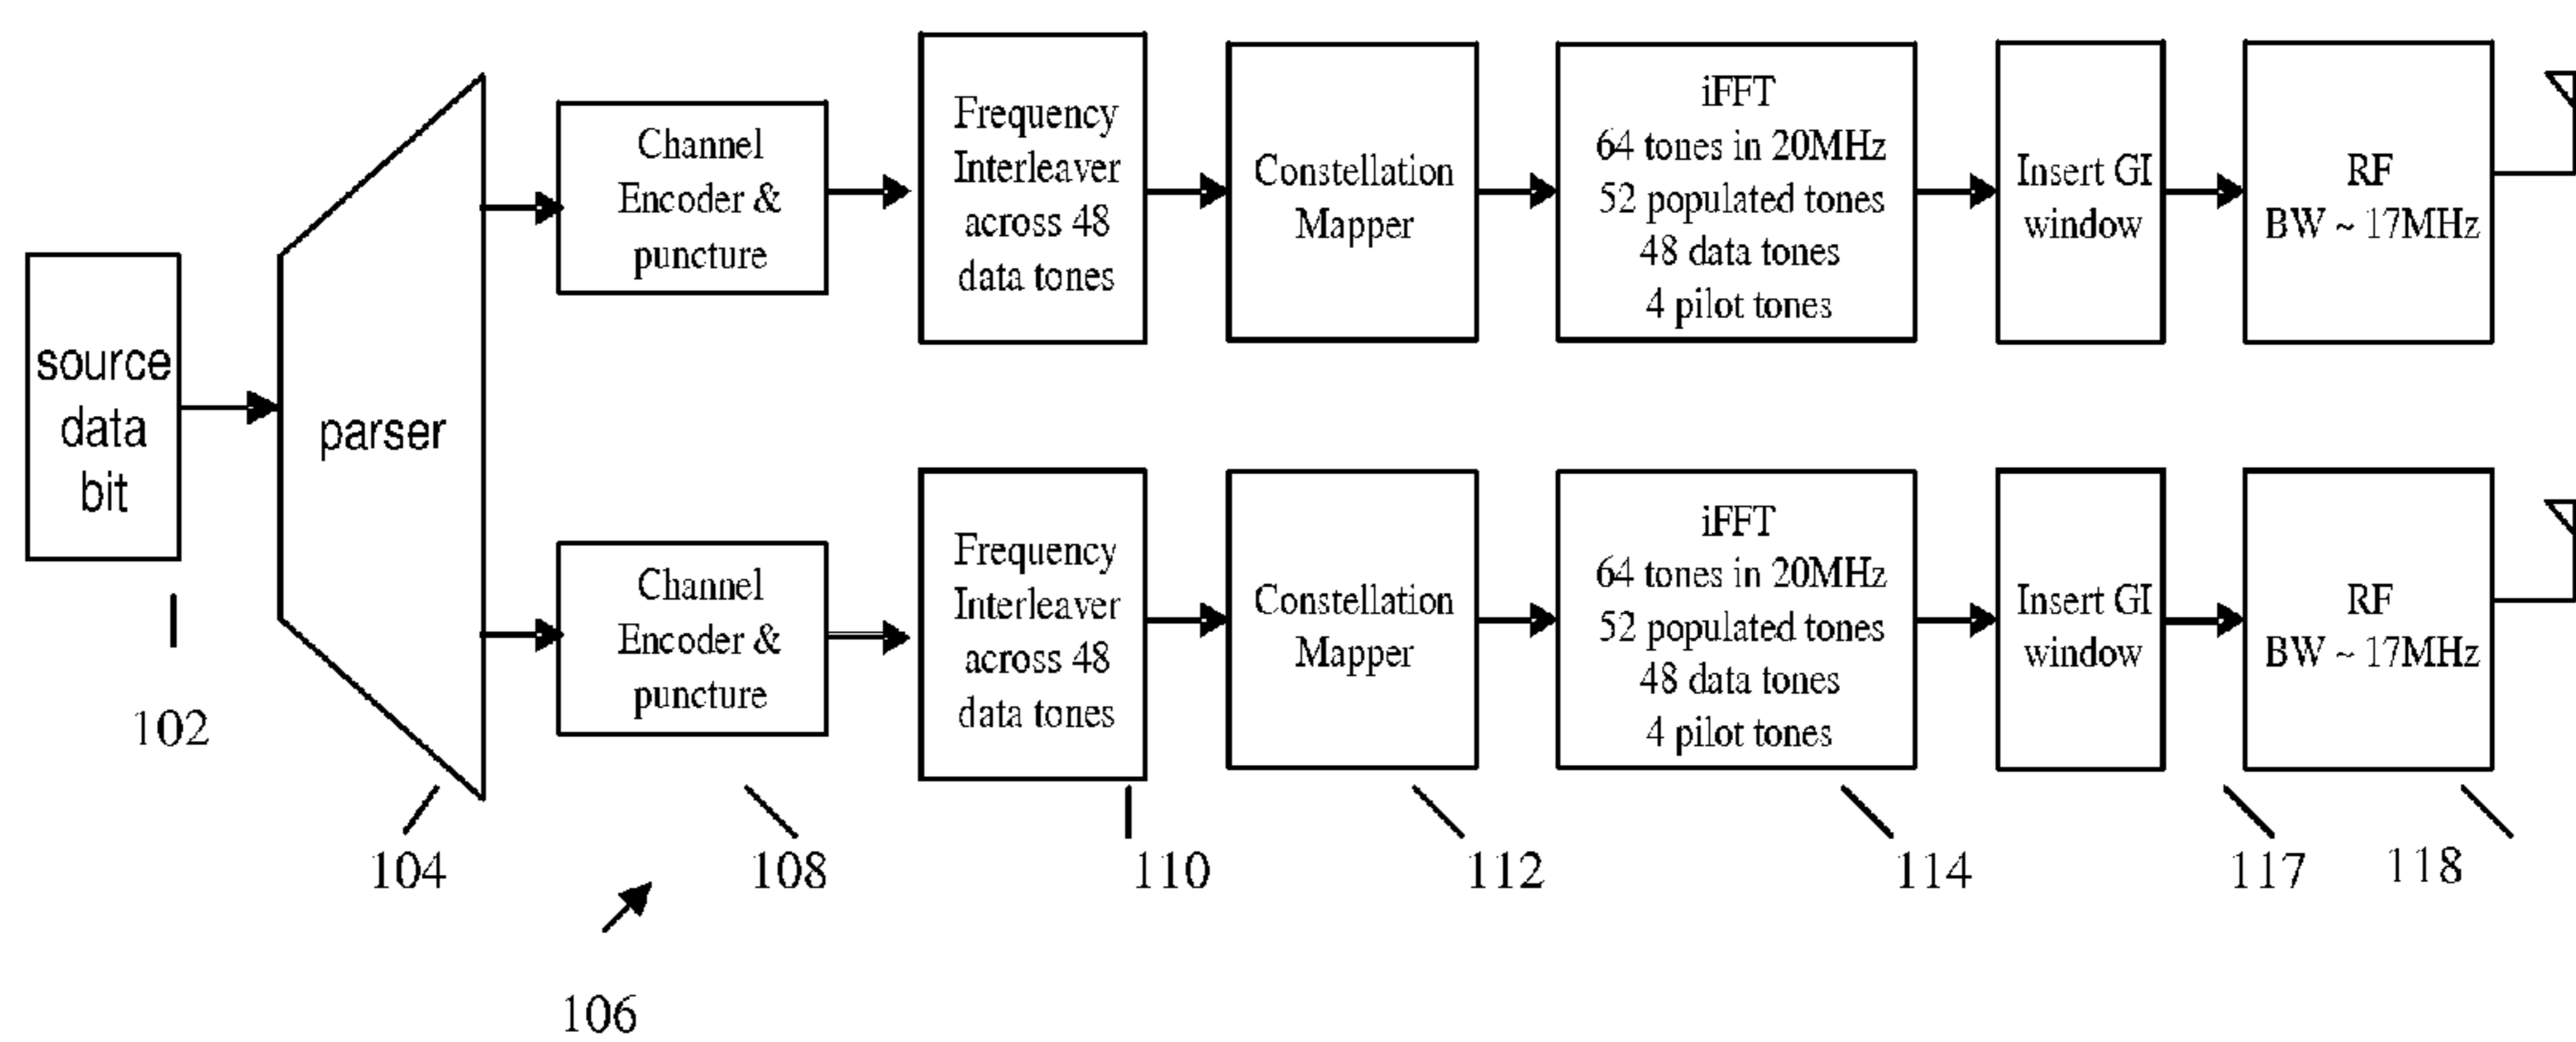 source
data
bit
parser
Channel
Encoder &
puncture
Frequency
Interleaver
across 48
data tones
Constellation
Mapper
iFFT
64 tones in 20MHz
52 populated tones
48 data tones
4 pilot tones
Insert GI
window
RF
BW ~ 17MHz
Channel
Encoder &
puncture
Frequency
Interleaver
across 48
data tones
Constellation
Mapper
iFFT
64 tones in 20MHz
52 populated tones
48 data tones
4 pilot tones
Insert GI
window
RF
BW ~ 17MHz
102
104
108
110
112
114
117
118
106